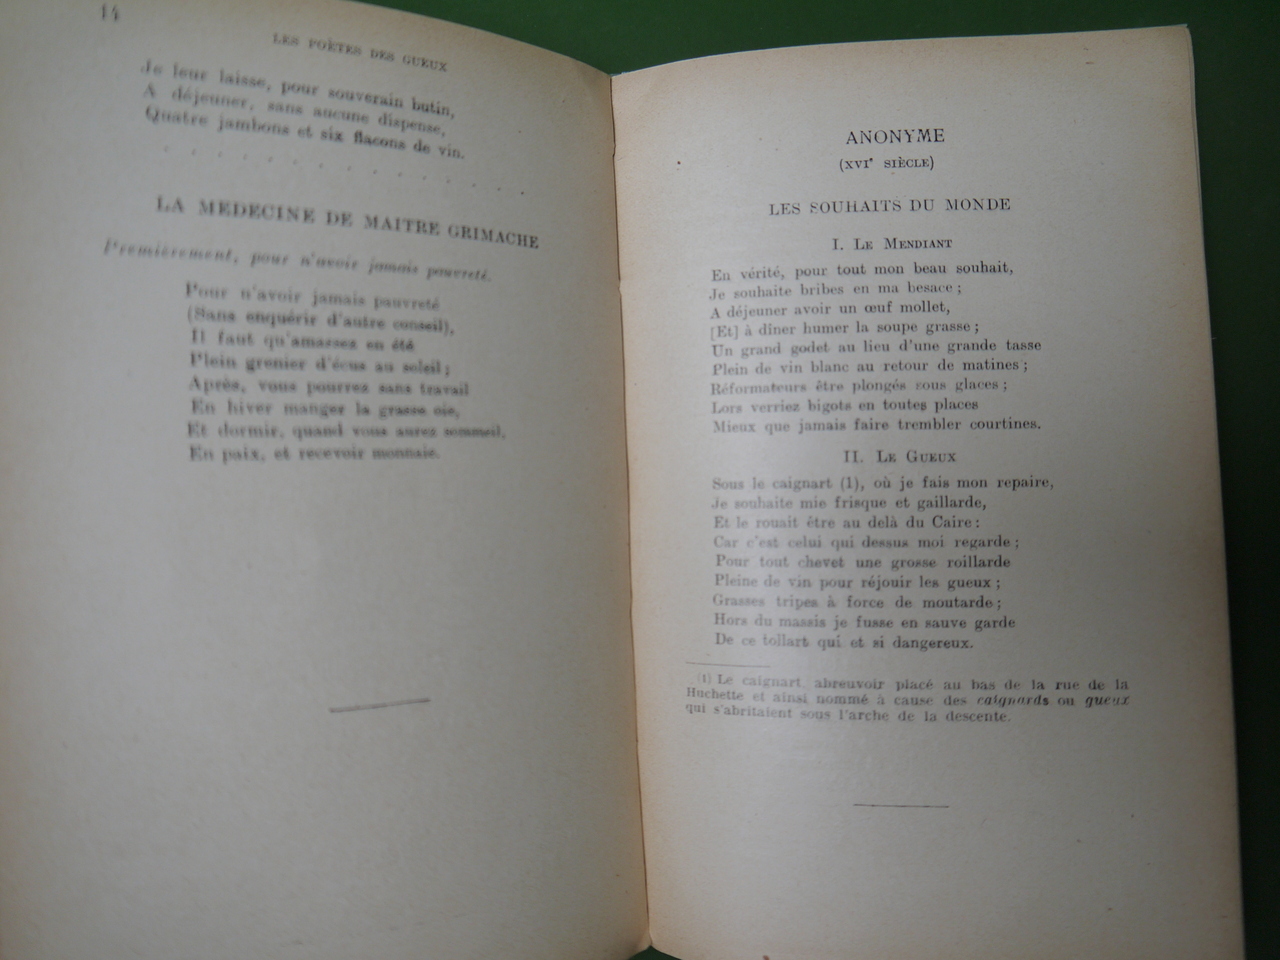 14
LES POÈTES DES GUEUX
Je leur laisse, pour souverain butin,
A déjeuner, sans aucune dispense,
Quatre jambons et six flacons de vin.
. . . . . . . . . . . . . .
LA MEDECINE DE MAITRE GRIMACHE
Premièrement, pour n'avoir jamais pauvreté.
Pour n'avoir jamais pauvreté
(Sans enquérir d'autre conseil),
Il faut qu'amassez en été
Plein grenier d'écus au soleil;
Après, vous pourrez sans travail
En hiver manger la grasse oie,
Et dormir, quand vous aurez sommeil,
En paix, et recevoir monnaie.
ANONYME
(XVIe SIÈCLE)
LES SOUHAITS DU MONDE
I. LE MENDIANT
En vérité, pour tout mon beau souhait,
Je souhaite bribes en ma besace;
A déjeuner avoir un œuf mollet,
[Et] à dîner humer la soupe grasse;
Un grand godet au lieu d'une grande tasse
Plein de vin blanc au retour de matines;
Réformateurs être plongés sous glaces;
Lors verriez bigots en toutes places
Mieux que jamais faire trembler courtines.
II. LE GUEUX
Sous le caignart (1), où je fais mon repaire,
Je souhaite mie frisque et gaillarde,
Et le rouait être au delà du Caire:
Car c'est celui qui dessus moi regarde;
Pour tout chevet une grosse roillarde
Pleine de vin pour réjouir les gueux;
Grasses tripes à force de moutarde;
Hors du massis je fusse en sauve garde
De ce tollart qui et si dangereux.
(1) Le caignart, abreuvoir placé au bas de la rue de la
Huchette et ainsi nommé à cause des caignards ou gueux
qui s'abritaient sous l'arche de la descente.